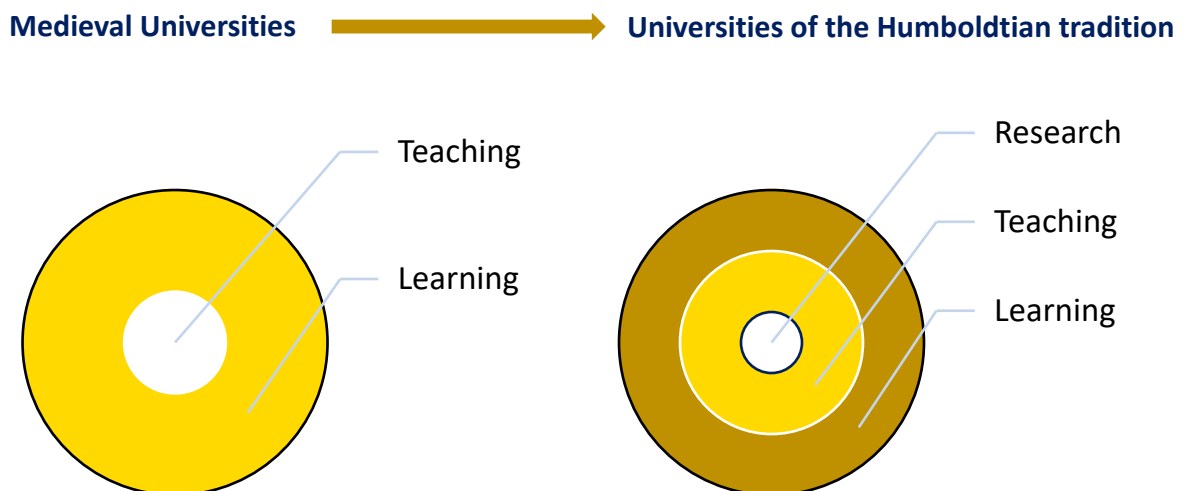 Medieval Universities
Universities of the Humboldtian tradition
Teaching
Learning
Research
Teaching
Learning